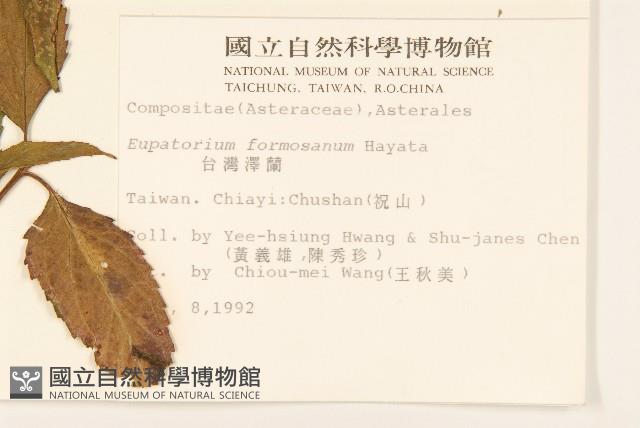 國立自然科學博物館
NATIONAL MUSEUM OF NATURAL SCIENCE
TAICHUNG, TAIWAN, R.O.CHINA
Compositae(Asteraceae),Asterales
Eupatorium formosanum Hayata
台灣澤蘭
Taiwan. Chiayi:Chushan(祝山)
Coll. by Yee-hsiung Hwang & Shu-janes Chen
(黃義雄,陳秀珍)
by Chiou-mei Wang(王秋美)
, 8,1992
國立自然科學博物館
NATIONAL MUSEUM OF NATURAL SCIENCE